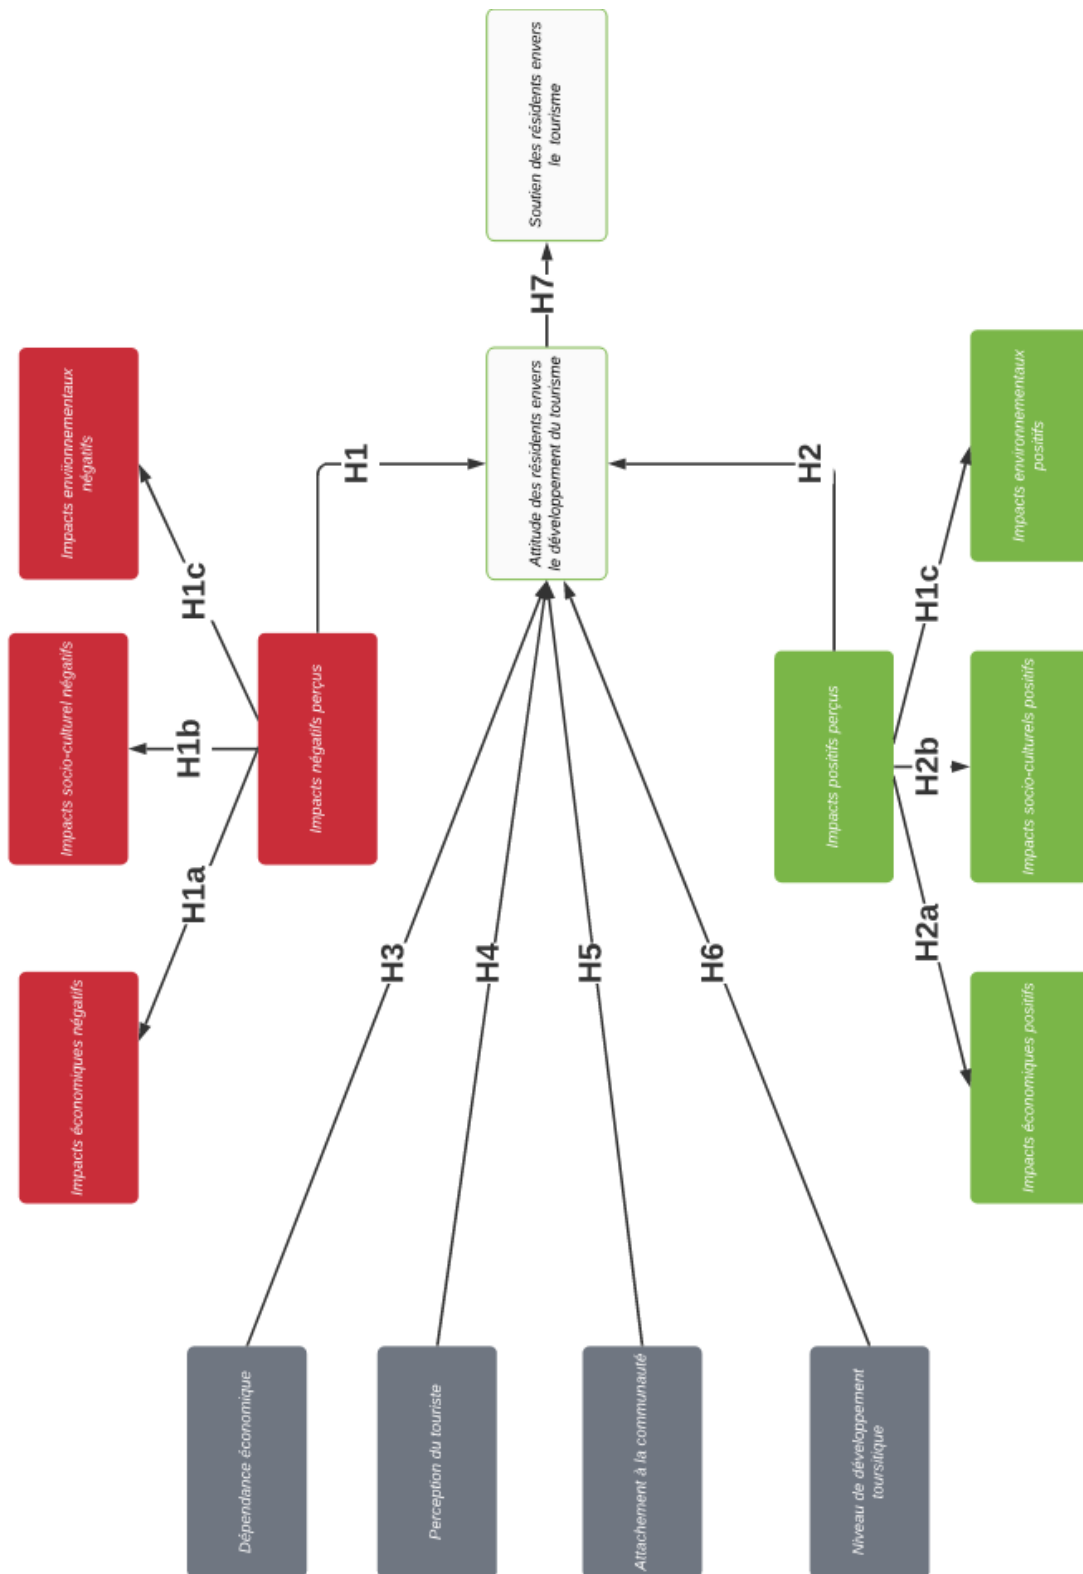 Impacts économiques négatifs
Impacts socio-culturel négatifs
Impacts enviionnementaux
négatifs
H1a
H1b
H1c
Impacts négatifs perçus
H1
Dépendance économique
H3
Perception du touriste
H4
Attitude des résidents envers
le développement du tourisme
H7
Soutien des résidents envers
le tourisme
Attachement à la communauté
H5
Niveau de développement
toursitique
H6
H2
Impacts positifs perçus
H2a
H2b
H1c
Impacts économiques positifs
Impacts socio-culturels positifs
Impacts environnementaux
positifs